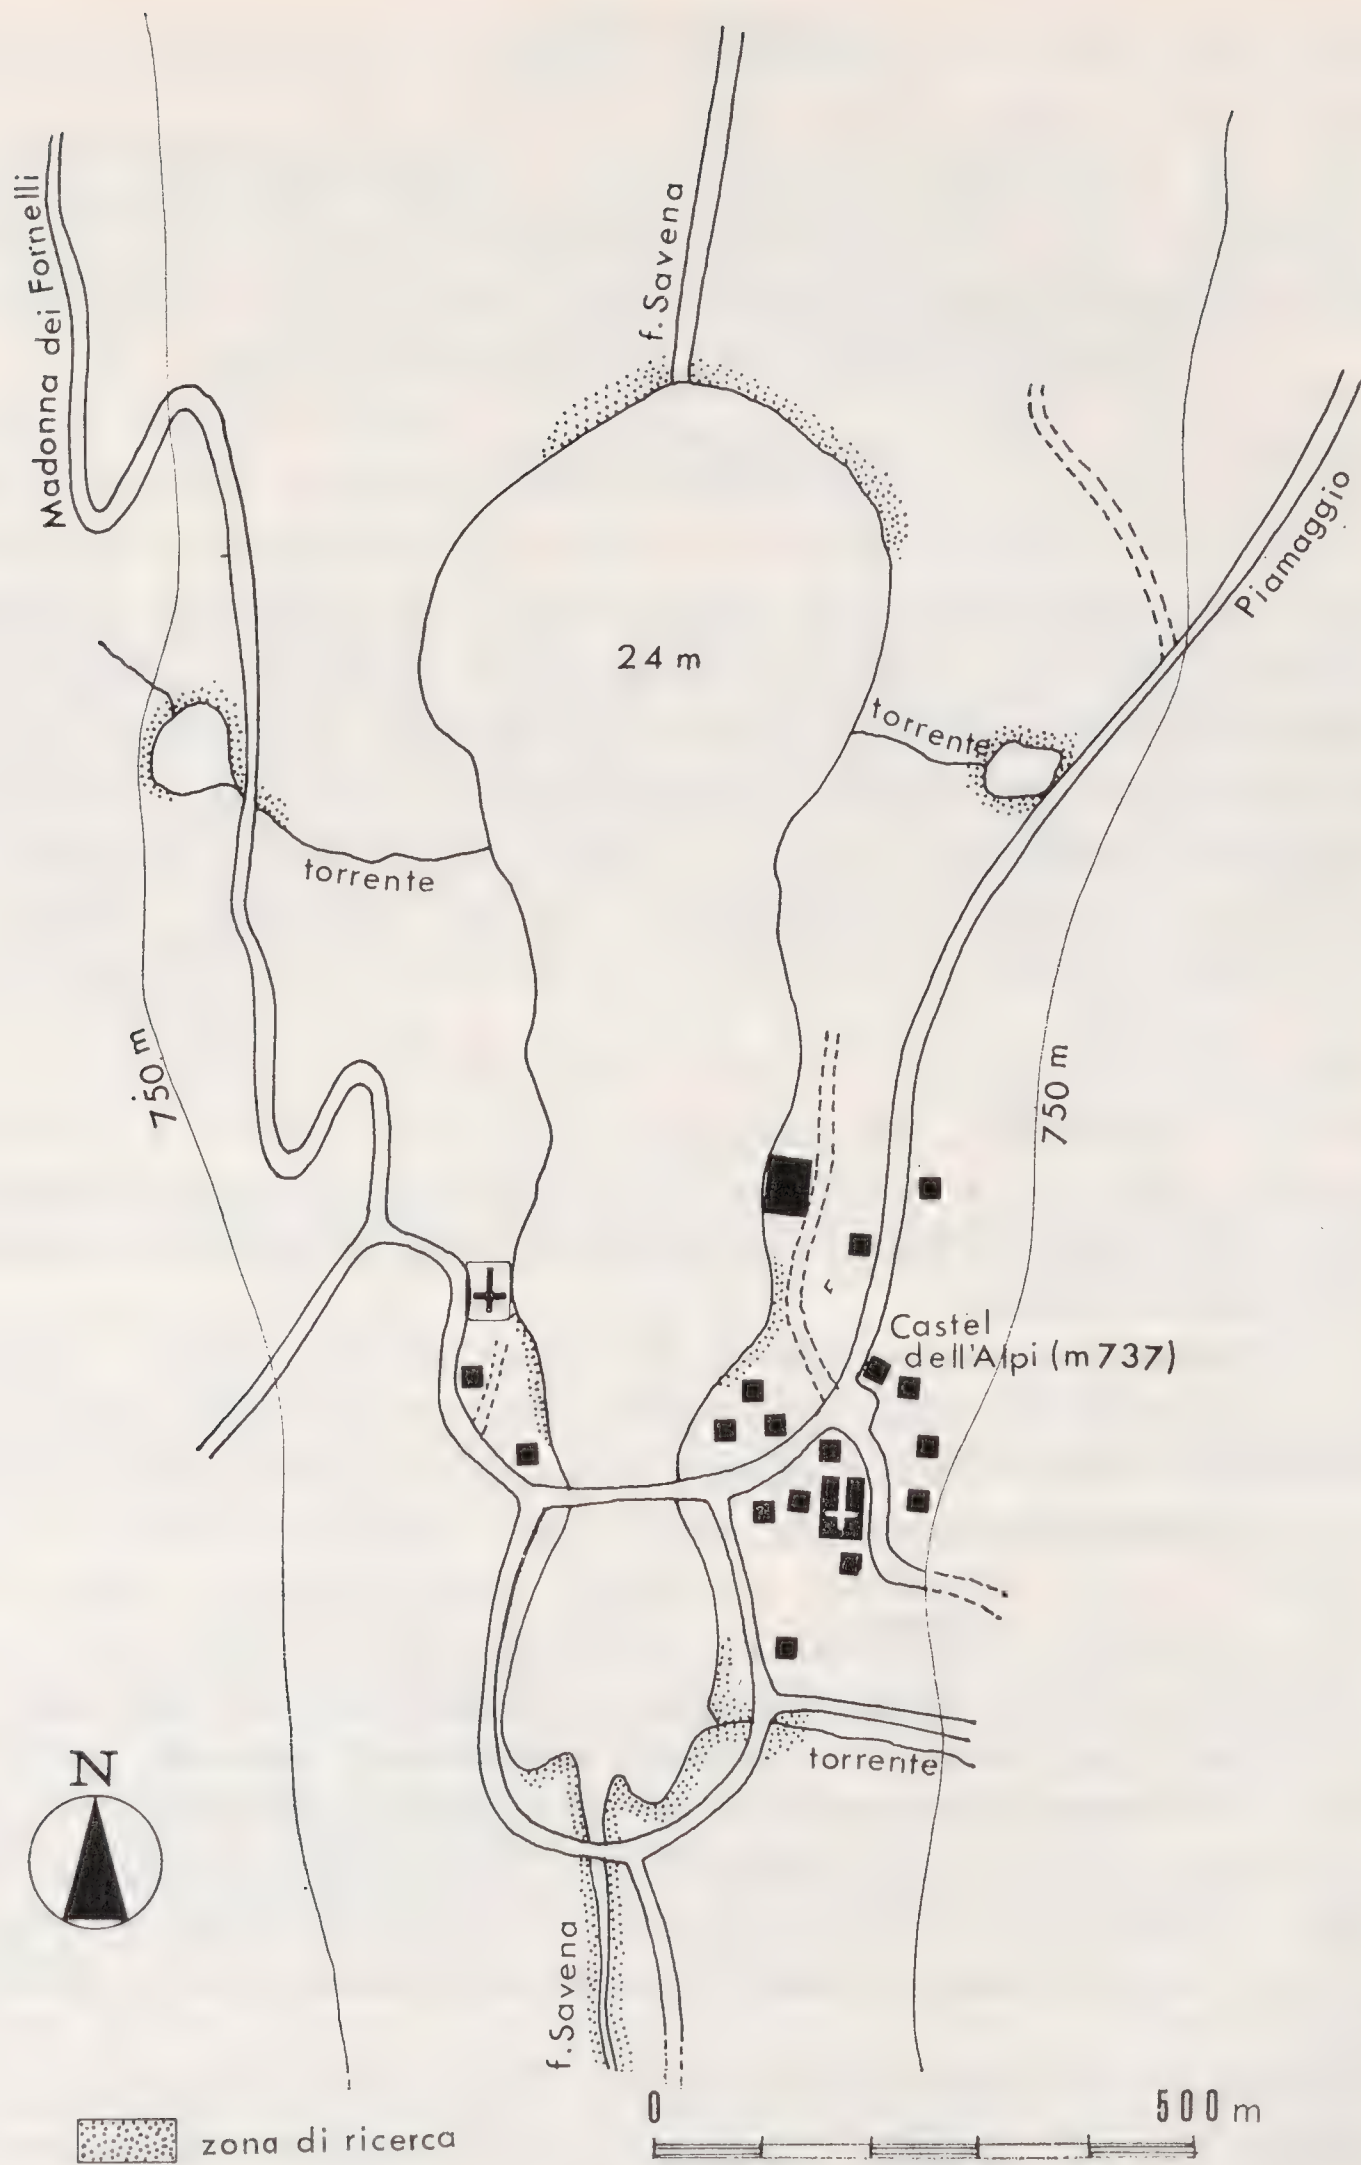 f. Savena
Madonna dei Fornelli
Piamaggio
24 m
torrente
torrente
750 m
750 m
Castel
dell'Alpi (m 737)
torrente
N
f. Savena
0 500 m
zona di ricerca